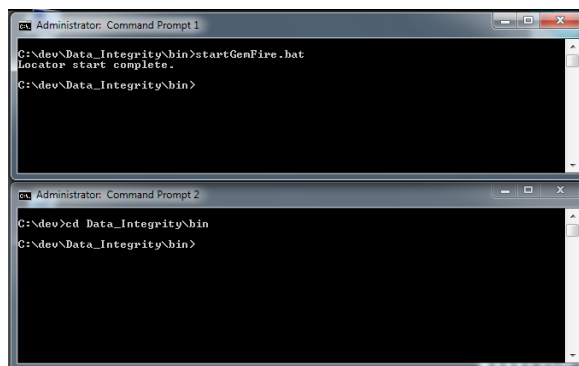 Administrator: Command Prompt 1
C:\dev\Data_Integrity\bin>startGemFire.bat
Locator start complete.
C:\dev\Data_Integrity\bin>
Administrator: Command Prompt 2
C:\dev>cd Data_Integrity\bin
C:\dev\Data_Integrity\bin>